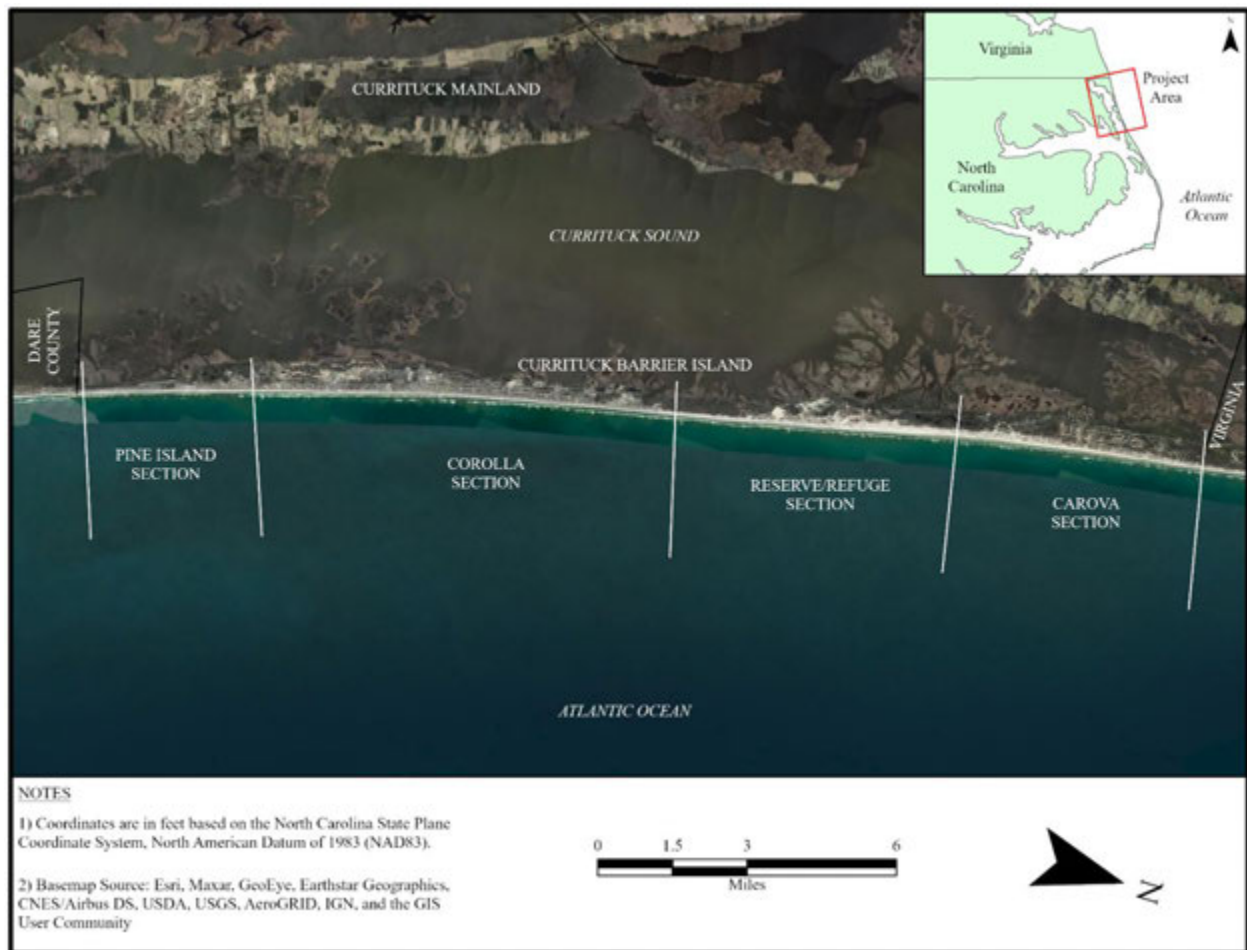 Virginia
N
Project
Area
North
Carolina
Atlantic
Ocean
CURRITUCK MAINLAND
CURRITUCK SOUND
DARE
COUNTY
CURRITUCK BARRIER ISLAND
VIRGINIA
PINE ISLAND
SECTION
COROLLA
SECTION
RESERVE/REFUGE
SECTION
CAROVA
SECTION
ATLANTIC OCEAN
NOTES
1) Coordinates are in feet based on the North Carolina State Plane
Coordinate System, North American Datum of 1983 (NAD83).
2) Basemap Source: Esri, Maxar, GeoEye, Earthstar Geographics,
CNES/Airbus DS, USDA, USGS, AeroGRID, IGN, and the GIS
User Community
0 1.5 3 6
Miles
N